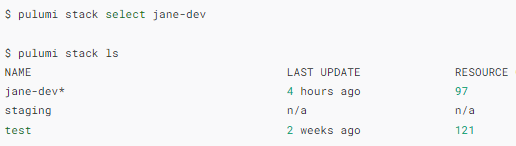 $ pulumi stack select jane-dev
$ pulumi stack ls
NAME LAST UPDATE RESOURCE
jane-dev* 4 hours ago 97
staging n/a n/a
test 2 weeks ago 121